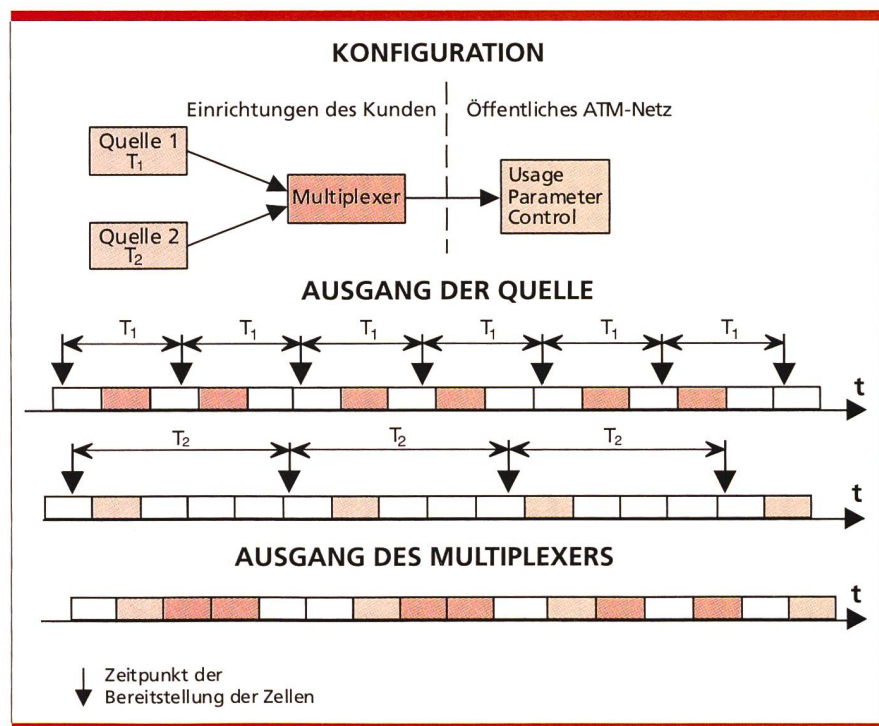 KONFIGURATION
Einrichtungen des Kunden
Öffentliches ATM-Netz
Quelle 1
T₁
Multiplexer
Usage
Parameter
Control
Quelle 2
T₂
AUSGANG DER QUELLE
T₁ T₁ T₁ T₁ T₁ T₁
t
T₂ T₂ T₂
t
AUSGANG DES MULTIPLEXERS
t
Zeitpunkt der
Bereitstellung der Zellen